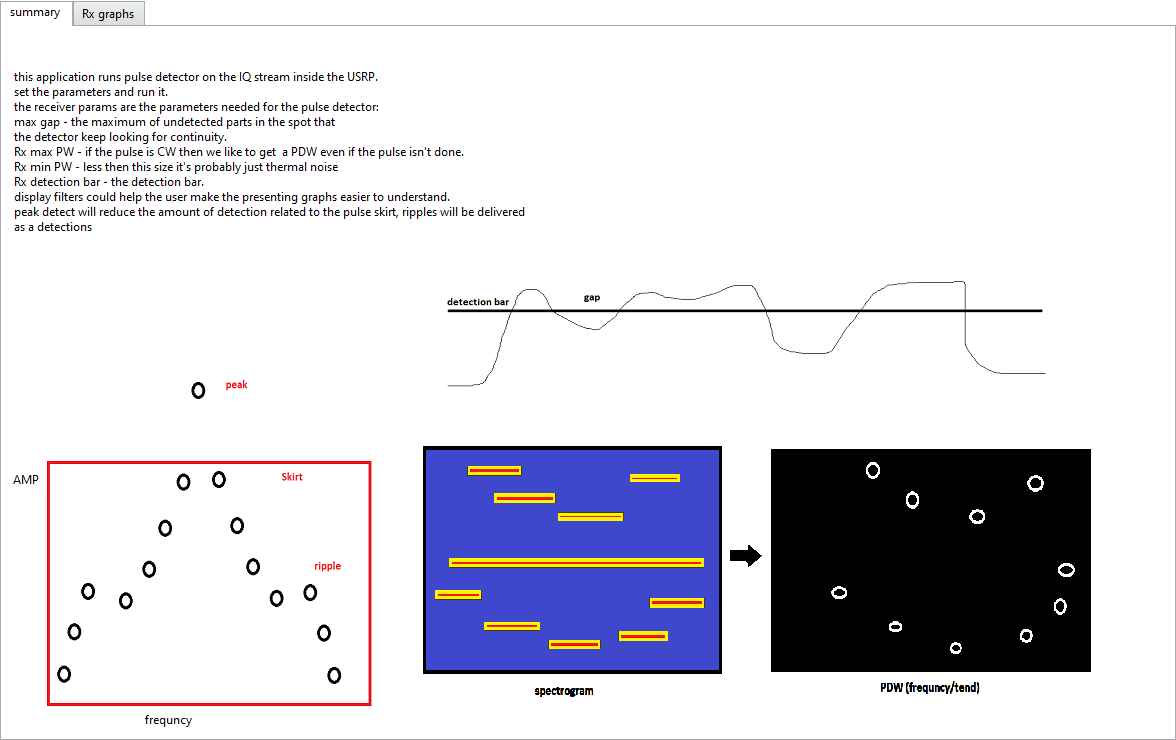 summary
Rx graphs
this application runs pulse detector on the IQ stream inside the USRP.
set the parameters and run it.
the receiver params are the parameters needed for the pulse detector:
max gap - the maximum of undetected parts in the spot that
the detector keep looking for continuity.
Rx max PW - if the pulse is CW then we like to get  a PDW even if the pulse isn't done.
Rx min PW - less then this size it's probably just thermal noise
Rx detection bar - the detection bar.
display filters could help the user make the presenting graphs easier to understand.
peak detect will reduce the amount of detection related to the pulse skirt, ripples will be delivered
as a detections
detection bar
gap
peak
AMP
Skirt
ripple
frequncy
spectrogram
PDW (frequncy/tend)